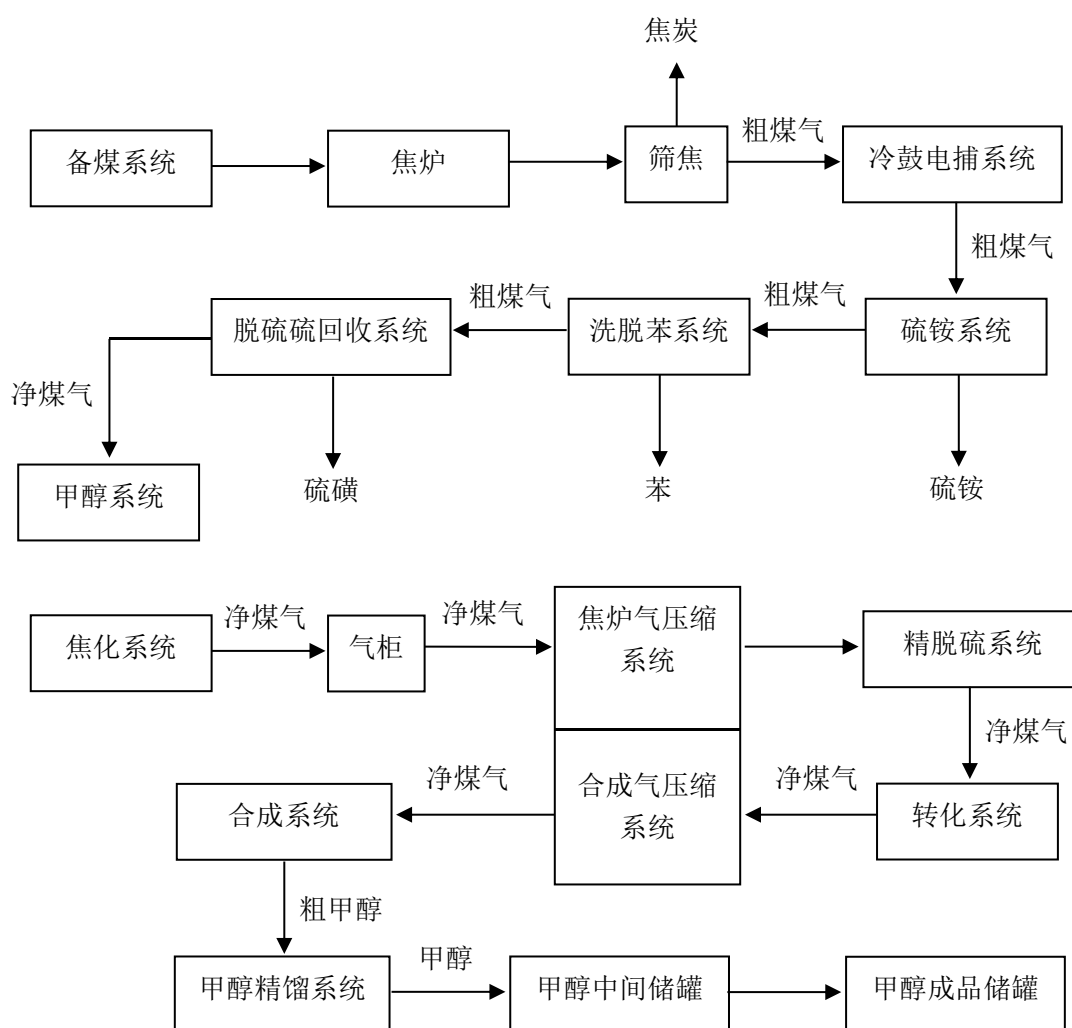 焦炭
备煤系统
焦炉
筛焦
粗煤气
冷鼓电捕系统
粗煤气
脱硫硫回收系统
粗煤气
洗脱苯系统
粗煤气
硫铵系统
净煤气
甲醇系统
硫磺
苯
硫铵
焦化系统
净煤气
气柜
净煤气
焦炉气压缩
系统
精脱硫系统
净煤气
合成系统
净煤气
合成气压缩
系统
净煤气
转化系统
粗甲醇
甲醇精馏系统
甲醇
甲醇中间储罐
甲醇成品储罐